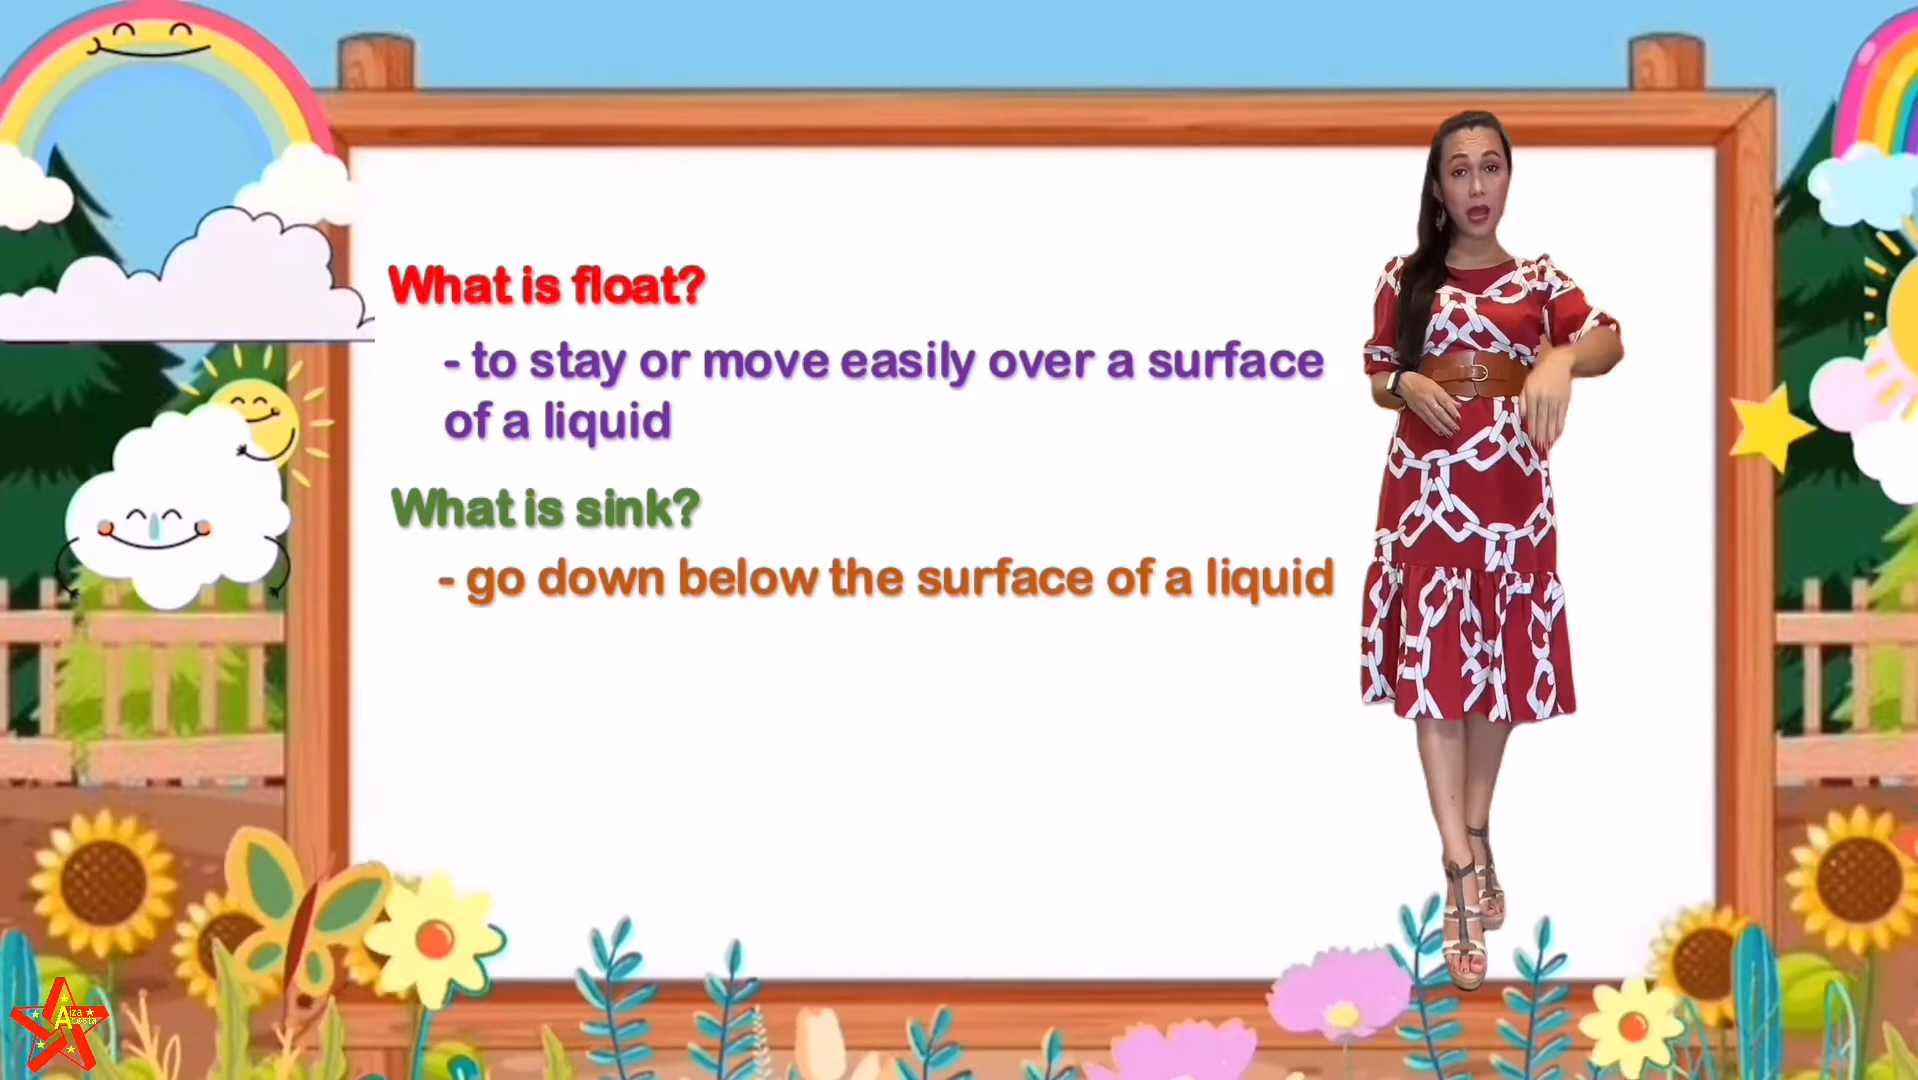 What is float?
- to stay or move easily over a surface
of a liquid
What is sink?
- go down below the surface of a liquid
Aiza